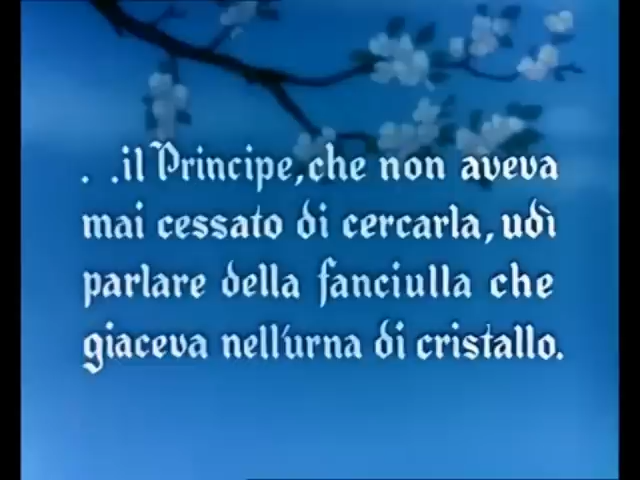 . .il Principe, che non aveva
mai cessato di cercarla, udì
parlare della fanciulla che
giaceva nell'urna di cristallo.